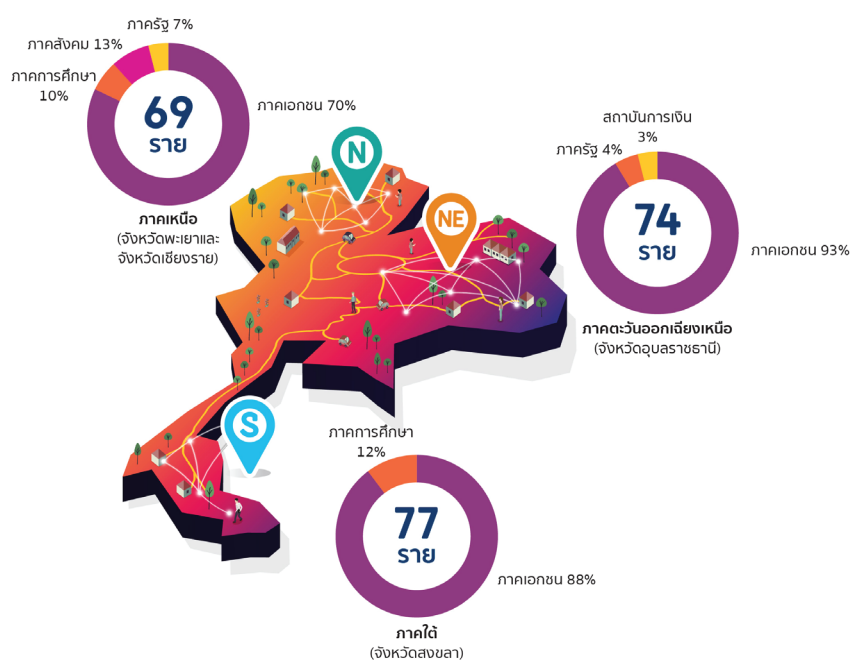 ภาครัฐ 7%
ภาคสังคม 13%
ภาคการศึกษา
10%
ภาคเอกชน 70%
69
ราย
ภาคเหนือ
(จังหวัดพะเยาและ
จังหวัดเชียงราย)
N
NE
สถาบันการเงิน
3%
ภาครัฐ 4%
74
ราย
ภาคเอกชน 93%
ภาคตะวันออกเฉียงเหนือ
(จังหวัดอุบลราชธานี)
S
ภาคการศึกษา
12%
77
ราย
ภาคเอกชน 88%
ภาคใต้
(จังหวัดสงขลา)